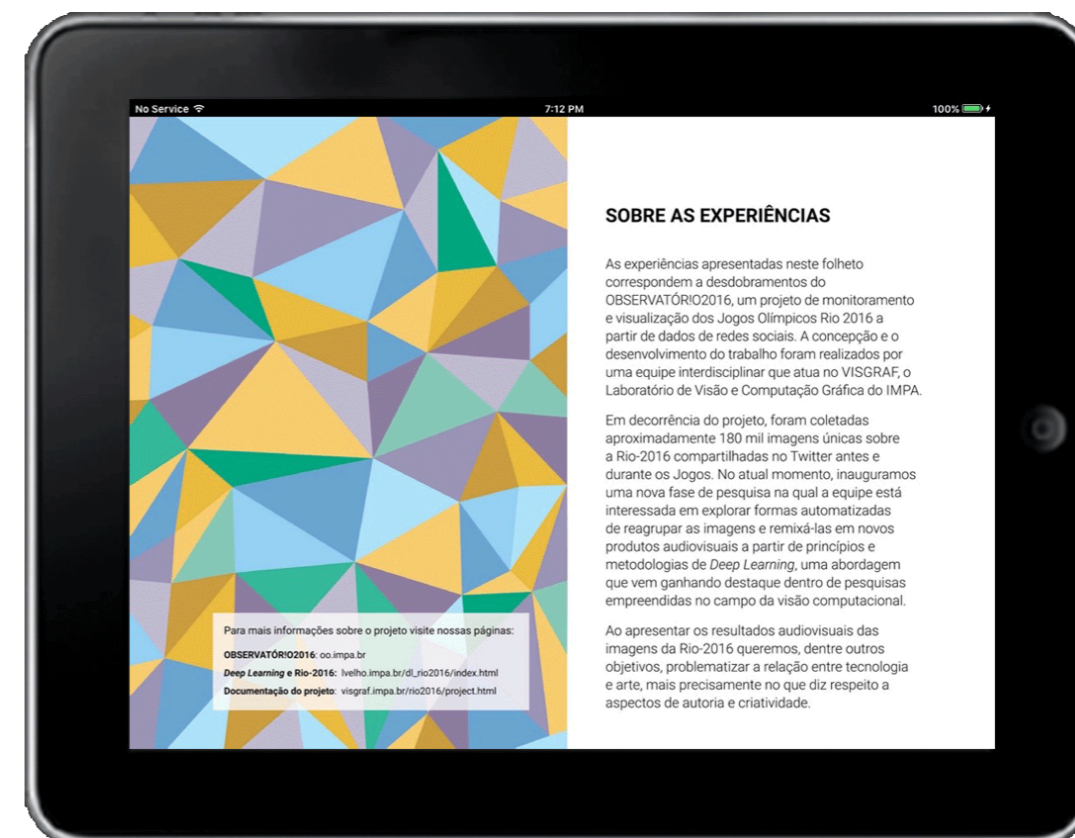 No Service
7:12 PM
100%
Para mais informações sobre o projeto visite nossas páginas:
OBSERVATÓR!O2016: oo.impa.br
Deep Learning e Rio-2016: lvelho.impa.br/dl_rio2016/index.html
Documentação do projeto: visgraf.impa.br/rio2016/project.html
SOBRE AS EXPERIÊNCIAS
As experiências apresentadas neste folheto
correspondem a desdobramentos do
OBSERVATÓR!O2016, um projeto de monitoramento
e visualização dos Jogos Olímpicos Rio 2016 a
partir de dados de redes sociais. A concepção e o
desenvolvimento do trabalho foram realizados por
uma equipe interdisciplinar que atua no VISGRAF, o
Laboratório de Visão e Computação Gráfica do IMPA.
Em decorrência do projeto, foram coletadas
aproximadamente 180 mil imagens únicas sobre
a Rio-2016 compartilhadas no Twitter antes e
durante os Jogos. No atual momento, inauguramos
uma nova fase de pesquisa na qual a equipe está
interessada em explorar formas automatizadas
de reagrupar as imagens e remixá-las em novos
produtos audiovisuais a partir de princípios e
metodologias de Deep Learning, uma abordagem
que vem ganhando destaque dentro de pesquisas
empreendidas no campo da visão computacional.
Ao apresentar os resultados audiovisuais das
imagens da Rio-2016 queremos, dentre outros
objetivos, problematizar a relação entre tecnologia
e arte, mais precisamente no que diz respeito a
aspectos de autoria e criatividade.